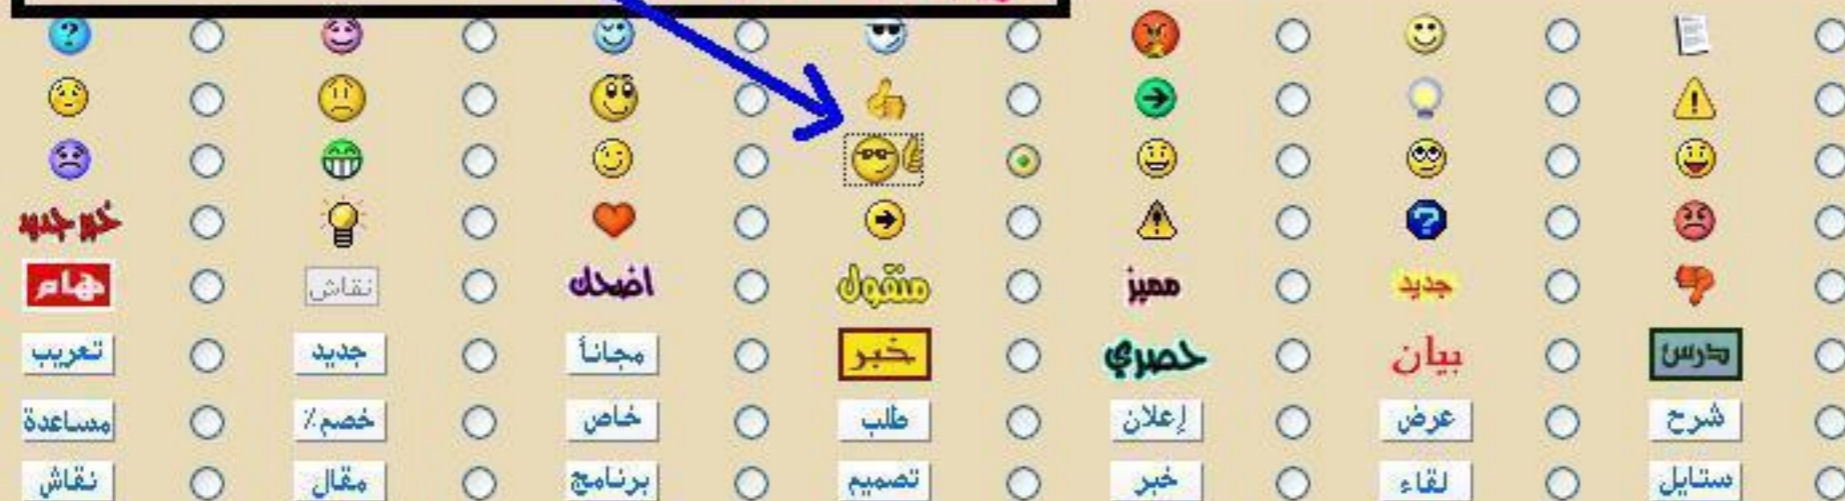 خبر جديد
درس بيان حصري خبر مجاناً جديد تعريب
جديد مميز منقول اضحك نقاش هام
شرح عرض إعلان طلب خاص خصم٪ مساعدة
ستايل لقاء خبر تصميم برنامج مقال نقاش